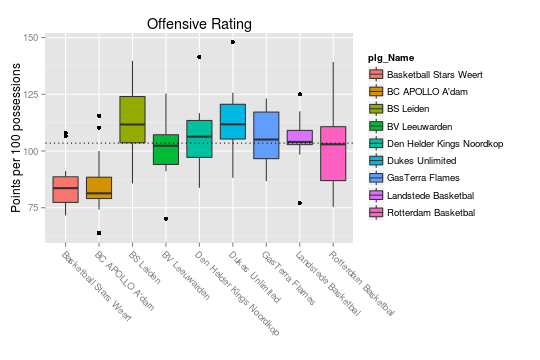 Offensive Rating
Points per 100 possessions
150
125
100
75
Basketball Stars Weert
BC APOLLO A'dam
BS Leiden
BV Leeuwarden
Den Helder Kings Noordkop
Dukes Unlimited
GasTerra Flames
Landstede Basketbal
Rotterdam Basketbal
plg_Name
Basketball Stars Weert
BC APOLLO A'dam
BS Leiden
BV Leeuwarden
Den Helder Kings Noordkop
Dukes Unlimited
GasTerra Flames
Landstede Basketbal
Rotterdam Basketbal